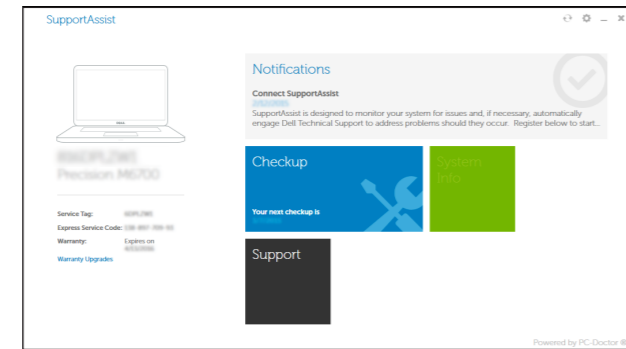 SupportAssist
Notifications
Connect SupportAssist
SupportAssist is designed to monitor your system for issues and, if necessary, automatically
engage Dell Technical Support to address problems should they occur. Register below to start...
Precision M6700
Checkup
Your next checkup is
System
Info
Service Tag:
Express Service Code:
Warranty: Expires on
Warranty Upgrades
Support
Powered by PC-Doctor ®